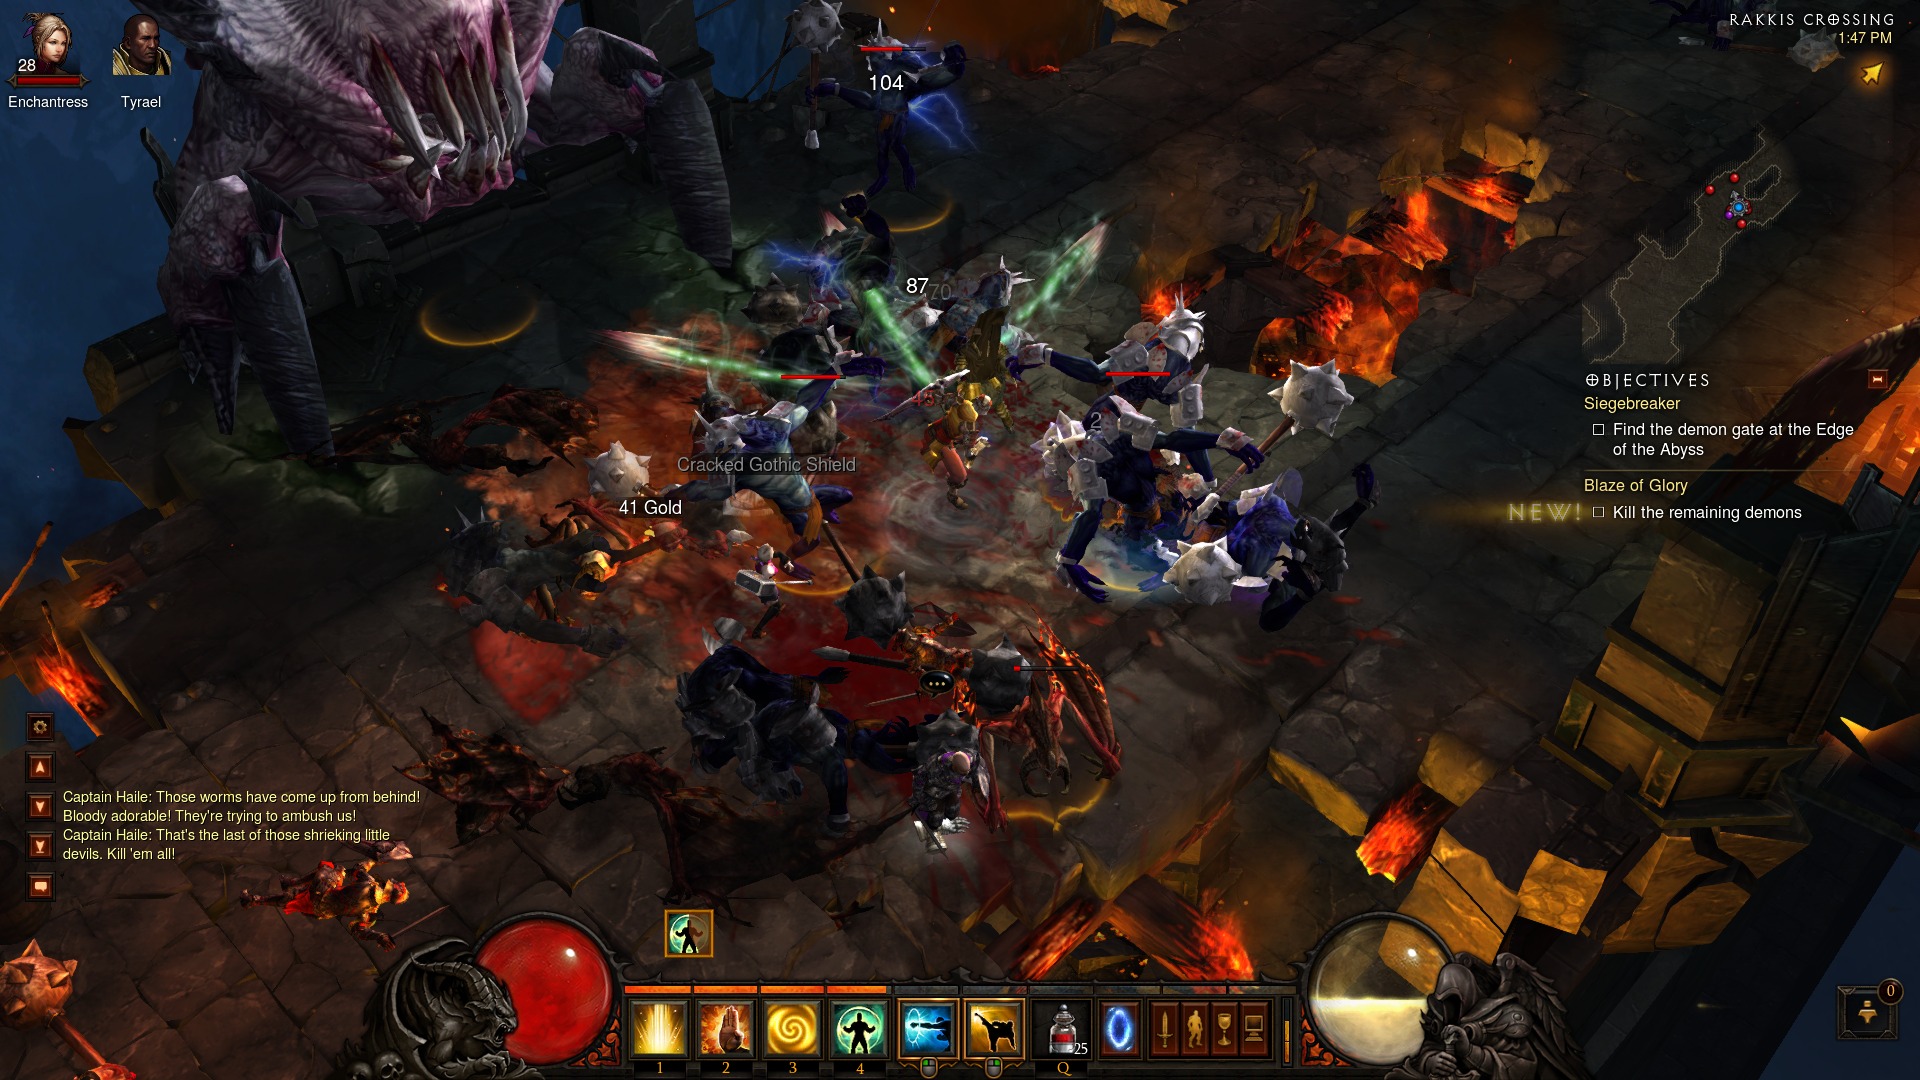 RAKKIS CROSSING
1:47 PM
28
Enchantress
Tyrael
104
87
70
2
Cracked Gothic Shield
41 Gold
OBJECTIVES
Siegebreaker
Find the demon gate at the Edge
of the Abyss
Blaze of Glory
NEW!
Kill the remaining demons
Captain Haile: Those worms have come up from behind!
Bloody adorable! They're trying to ambush us!
Captain Haile: That's the last of those shrieking little
devils. Kill 'em all!
25
0
1
2
3
4
Q